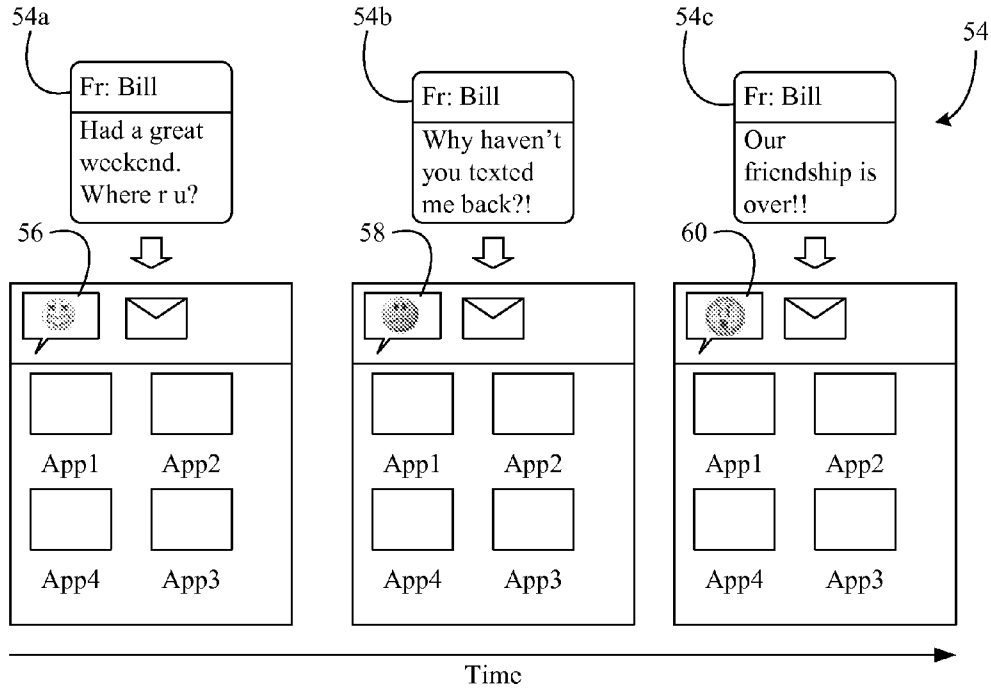 54a
54b
54c
54
Fr: Bill
Had a great
weekend.
Where r u?
Fr: Bill
Why haven't
you texted
me back?!
Fr: Bill
Our
friendship is
over!!
56
58
60
App1 App2
App4 App3
App1 App2
App4 App3
App1 App2
App4 App3
Time